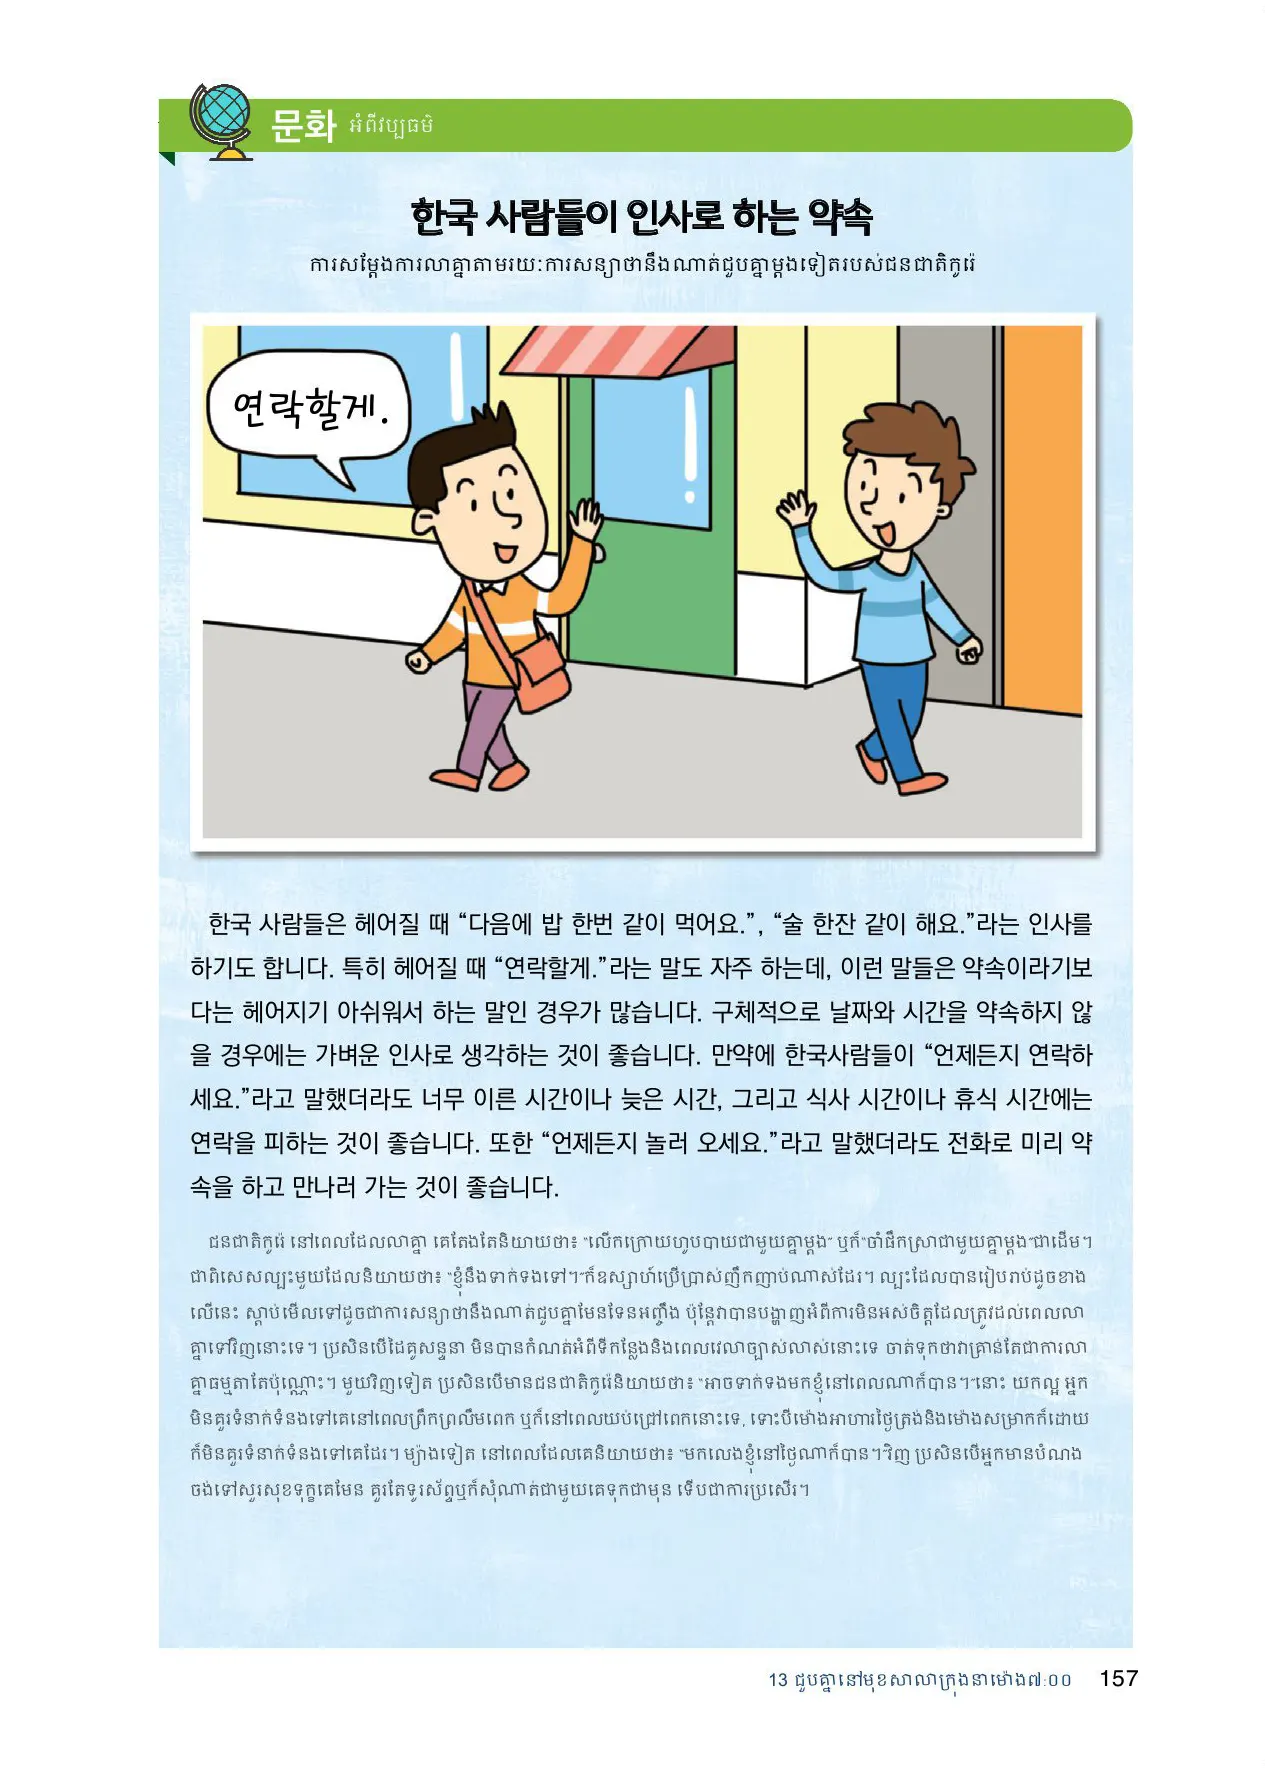 문화 អំពីវប្បធម៌
한국 사람들이 인사로 하는 약속
ការសម្តែងការលាគ្នាតាមរយៈការសន្យាថានឹងណាត់ជួបគ្នាម្តងទៀតរបស់ជនជាតិកូរ៉េ
연락할게.
한국 사람들은 헤어질 때 “다음에 밥 한번 같이 먹어요.”, “술 한잔 같이 해요.”라는 인사를
하기도 합니다. 특히 헤어질 때 “연락할게.”라는 말도 자주 하는데, 이런 말들은 약속이라기보
다는 헤어지기 아쉬워서 하는 말인 경우가 많습니다. 구체적으로 날짜와 시간을 약속하지 않
을 경우에는 가벼운 인사로 생각하는 것이 좋습니다. 만약에 한국사람들이 “언제든지 연락하
세요.”라고 말했더라도 너무 이른 시간이나 늦은 시간, 그리고 식사 시간이나 휴식 시간에는
연락을 피하는 것이 좋습니다. 또한 “언제든지 놀러 오세요.”라고 말했더라도 전화로 미리 약
속을 하고 만나러 가는 것이 좋습니다.
ជនជាតិកូរ៉េ នៅពេលដែលលាគ្នា គេតែងតែនិយាយថា៖ “លើកក្រោយហូបបាយជាមួយគ្នាម្តង” ឬក៏“ចាំផឹកស្រាជាមួយគ្នាម្តង”ជាដើម។
ជាពិសេសល្បះមួយដែលនិយាយថា៖ “ខ្ញុំនឹងទាក់ទងទៅ។”ក៏ឧស្សាហ៍ប្រើប្រាស់ញឹកញាប់ណាស់ដែរ។ ល្បះដែលបានរៀបរាប់ដូចខាង
លើនេះ ស្តាប់មើលទៅដូចជាការសន្យាថានឹងណាត់ជួបគ្នាមែនទែនអញ្ចឹង ប៉ុន្តែវាបានបង្ហាញអំពីការមិនអស់ចិត្តដែលត្រូវដល់ពេលលា
គ្នាទៅវិញនោះទេ។ ប្រសិនបើដៃគូសន្ទនា មិនបានកំណត់អំពីទីកន្លែងនិងពេលវេលាច្បាស់លាស់នោះទេ ចាត់ទុកថាវាគ្រាន់តែជាការលា
គ្នាធម្មតាតែប៉ុណ្ណោះ។ មួយវិញទៀត ប្រសិនបើមានជនជាតិកូរ៉េនិយាយថា៖ “អាចទាក់ទងមកខ្ញុំនៅពេលណាក៏បាន។”នោះ យកល្អ អ្នក
មិនគួរទំនាក់ទំនងទៅគេនៅពេលព្រឹកព្រលឹមពេក ឬក៏នៅពេលយប់ជ្រៅពេកនោះទេ, ទោះបីម៉ោងអាហារថ្ងៃត្រង់និងម៉ោងសម្រាកក៏ដោយ
ក៏មិនគួរទំនាក់ទំនងទៅគេដែរ។ ម្យ៉ាងទៀត នៅពេលដែលគេនិយាយថា៖ “មកលេងខ្ញុំនៅថ្ងៃណាក៏បាន។”វិញ ប្រសិនបើអ្នកមានបំណង
ចង់ទៅសួរសុខទុក្ខគេមែន គួរតែទូរស័ព្ទឬក៏សុំណាត់ជាមួយគេទុកជាមុន ទើបជាការប្រសើរ។
13 ជួបគ្នានៅមុខសាលាក្រុងនាម៉ោង៧:០០ 157